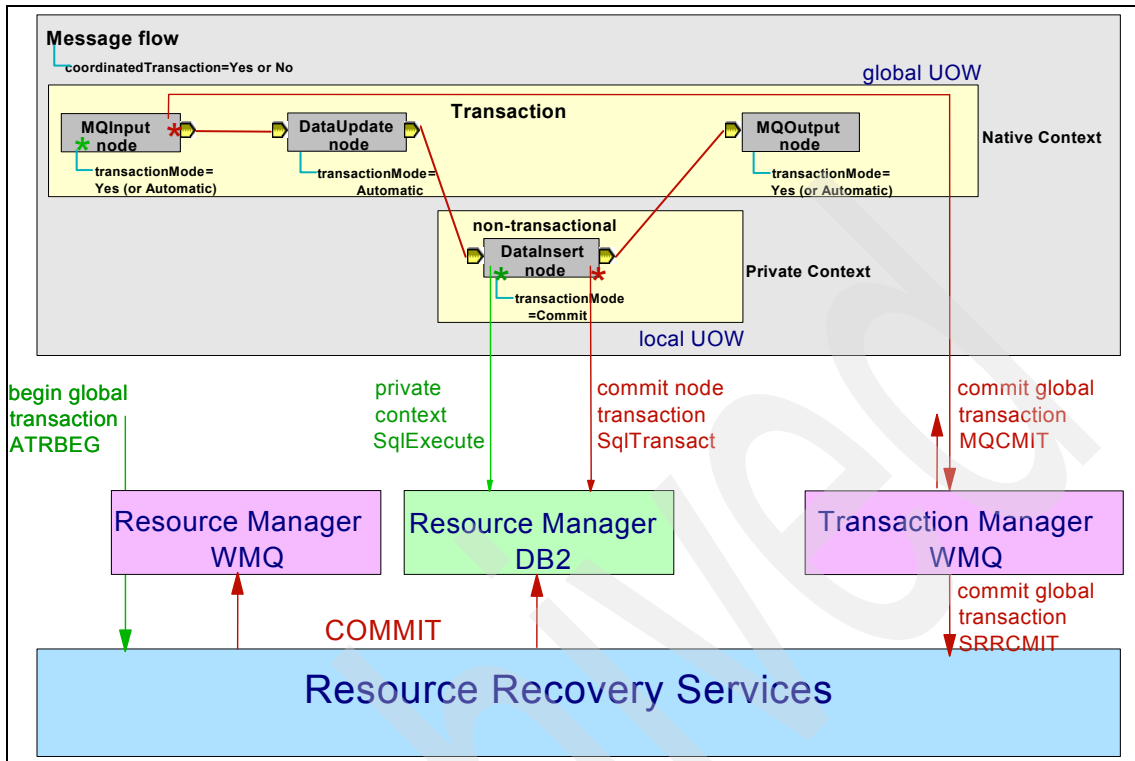 Message flow
coordinatedTransaction=Yes or No
global UOW
Transaction
MQInput
node
DataUpdate
node
MQOutput
node
Native Context
transactionMode=
Yes (or Automatic)
transactionMode=
Automatic
transactionMode=
Yes (or Automatic)
non-transactional
DataInsert
node
Private Context
transactionMode
=Commit
local UOW
begin global
transaction
ATRBEG
private
context
SqlExecute
commit node
transaction
SqlTransact
commit global
transaction
MQCMIT
Resource Manager
WMQ
Resource Manager
DB2
Transaction Manager
WMQ
commit global
transaction
SRRCMIT
COMMIT
Resource Recovery Services